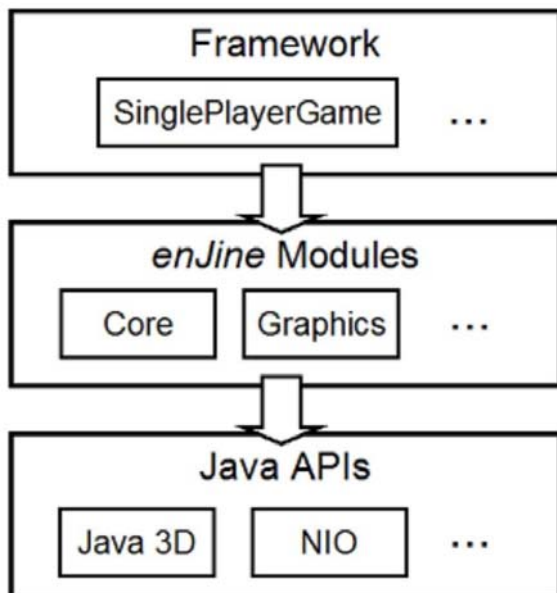 Framework
SinglePlayerGame ...
enJine Modules
Core Graphics ...
Java APIs
Java 3D NIO ...